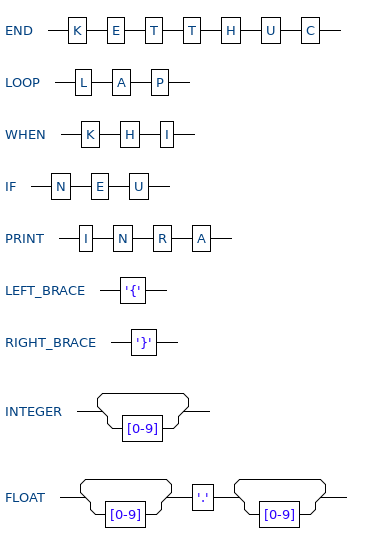 END K E T T H U C
LOOP L A P
WHEN K H I
IF N E U
PRINT I N R A
LEFT_BRACE '{'
RIGHT_BRACE '}'
INTEGER [0-9]
FLOAT [0-9] '.' [0-9]